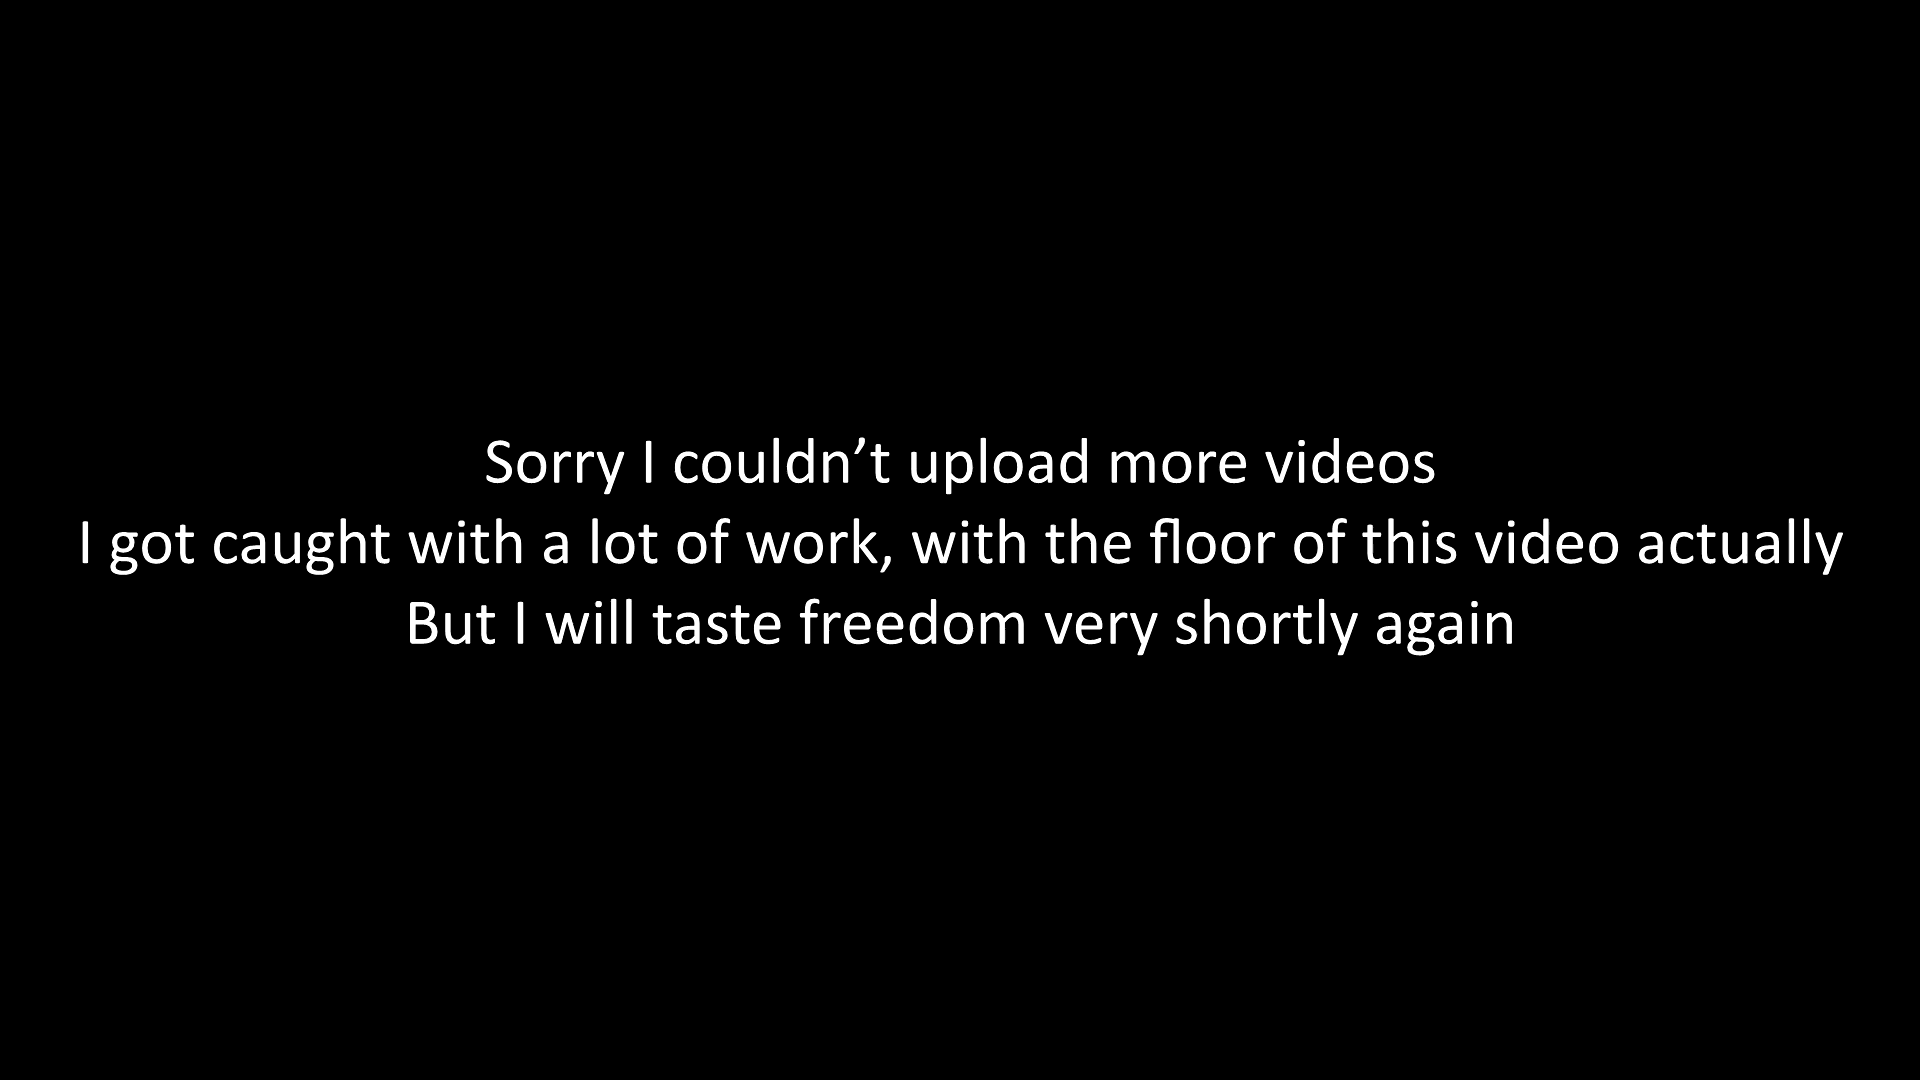 Sorry I couldn’t upload more videos
I got caught with a lot of work, with the floor of this video actually
But I will taste freedom very shortly again